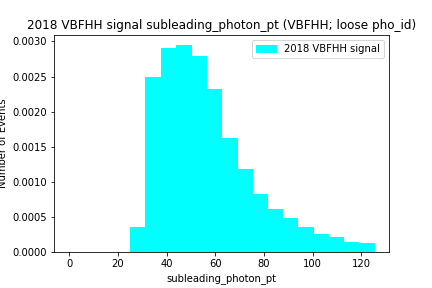 2018 VBFHH signal subleading_photon_pt (VBFHH; loose pho_id)
2018 VBFHH signal
0.0030
0.0025
0.0020
0.0015
0.0010
0.0005
0.0000
Number of Events
0 20 40 60 80 100 120
subleading_photon_pt